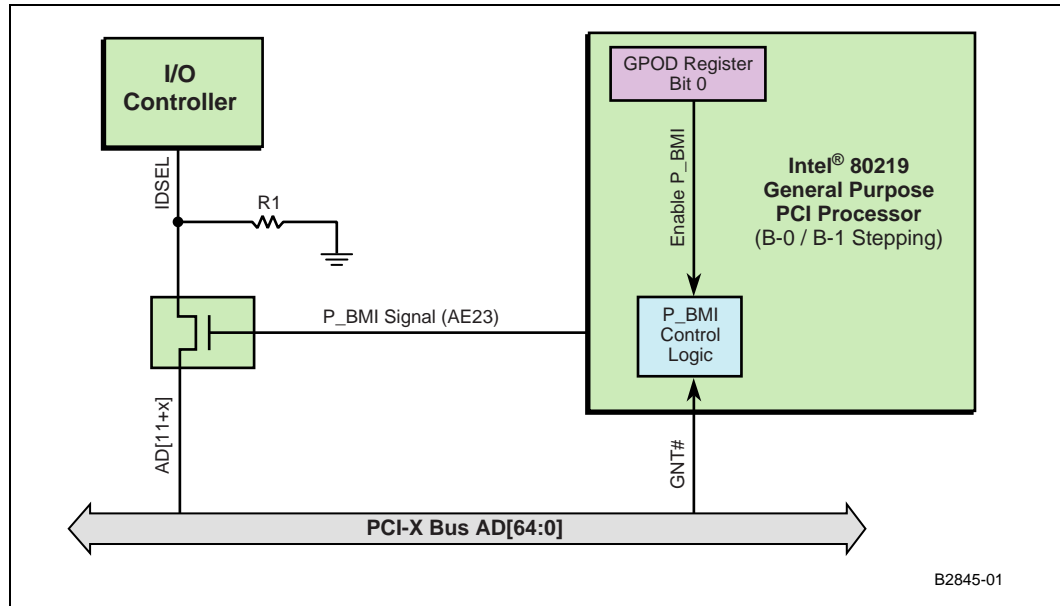 I/O
Controller
IDSEL
R1
P_BMI Signal (AE23)
AD[11+x]
GPOD Register
Bit 0
Enable P_BMI
Intel® 80219
General Purpose
PCI Processor
(B-0 / B-1 Stepping)
P_BMI
Control
Logic
GNT#
PCI-X Bus AD[64:0]
B2845-01